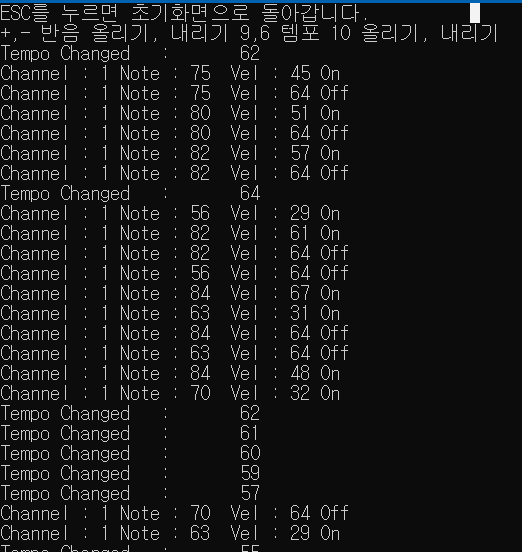 ESC를 누르면 초기화면으로 돌아갑니다.
+,- 반음 올리기, 내리기 9,6 템포 10 올리기, 내리기
Tempo Changed : 62
Channel : 1 Note : 75 Vel : 45 On
Channel : 1 Note : 75 Vel : 64 Off
Channel : 1 Note : 80 Vel : 51 On
Channel : 1 Note : 80 Vel : 64 Off
Channel : 1 Note : 82 Vel : 57 On
Channel : 1 Note : 82 Vel : 64 Off
Tempo Changed : 64
Channel : 1 Note : 56 Vel : 29 On
Channel : 1 Note : 82 Vel : 61 On
Channel : 1 Note : 82 Vel : 64 Off
Channel : 1 Note : 56 Vel : 64 Off
Channel : 1 Note : 84 Vel : 67 On
Channel : 1 Note : 63 Vel : 31 On
Channel : 1 Note : 84 Vel : 64 Off
Channel : 1 Note : 63 Vel : 64 Off
Channel : 1 Note : 84 Vel : 48 On
Channel : 1 Note : 70 Vel : 32 On
Tempo Changed : 62
Tempo Changed : 61
Tempo Changed : 60
Tempo Changed : 59
Tempo Changed : 57
Channel : 1 Note : 70 Vel : 64 Off
Channel : 1 Note : 63 Vel : 29 On
Tempo Changed : 55